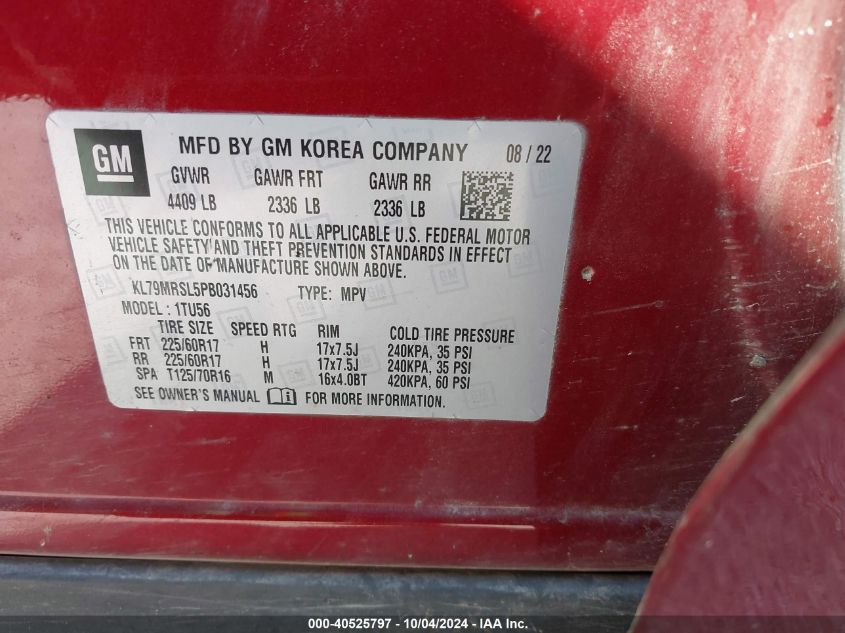 GM
MFD BY GM KOREA COMPANY 08 / 22
GVWR GAWR FRT GAWR RR
4409 LB 2336 LB 2336 LB
THIS VEHICLE CONFORMS TO ALL APPLICABLE U.S. FEDERAL MOTOR
VEHICLE SAFETY AND THEFT PREVENTION STANDARDS IN EFFECT
ON THE DATE OF MANUFACTURE SHOWN ABOVE.
KL79MRSL5PB031456 TYPE: MPV
MODEL : 1TU56
TIRE SIZE SPEED RTG RIM COLD TIRE PRESSURE
FRT 225/60R17 H 17x7.5J 240KPA, 35 PSI
RR 225/60R17 H 17x7.5J 240KPA, 35 PSI
SPA T125/70R16 M 16x4.0BT 420KPA, 60 PSI
SEE OWNER'S MANUAL FOR MORE INFORMATION.
000-40525797 - 10/04/2024 - IAA Inc.